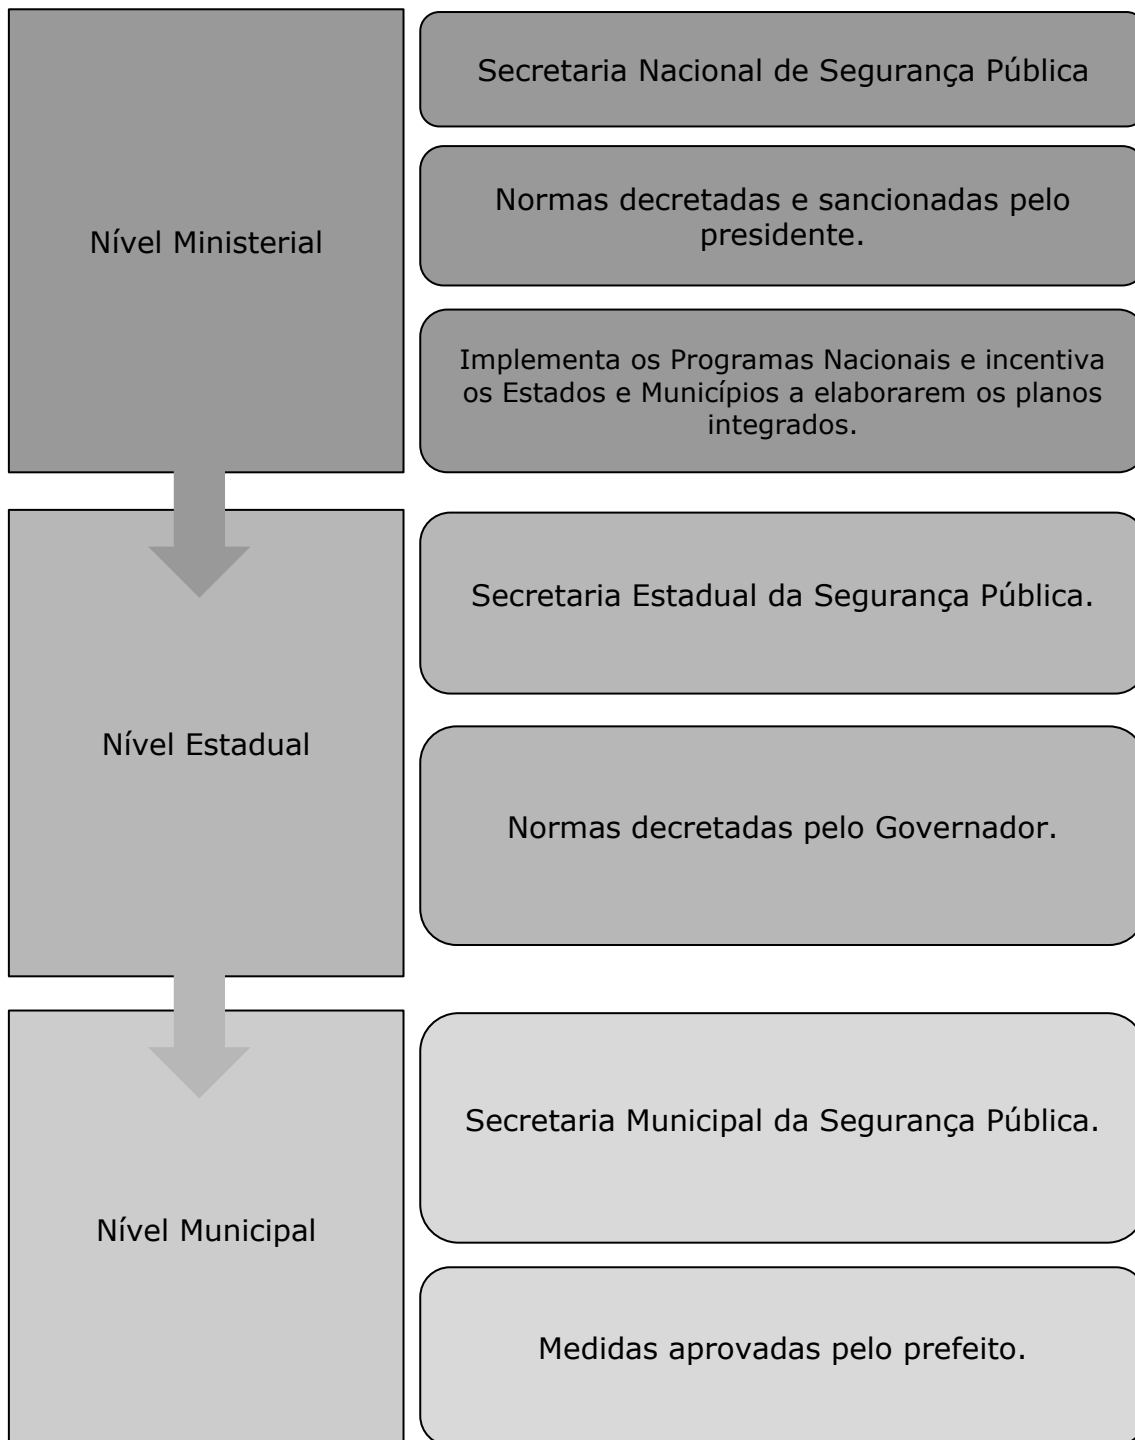 Nível Ministerial
Secretaria Nacional de Segurança Pública
Normas decretadas e sancionadas pelo
presidente.
Implementa os Programas Nacionais e incentiva
os Estados e Municípios a elaborarem os planos
integrados.
Nível Estadual
Secretaria Estadual da Segurança Pública.
Normas decretadas pelo Governador.
Nível Municipal
Secretaria Municipal da Segurança Pública.
Medidas aprovadas pelo prefeito.